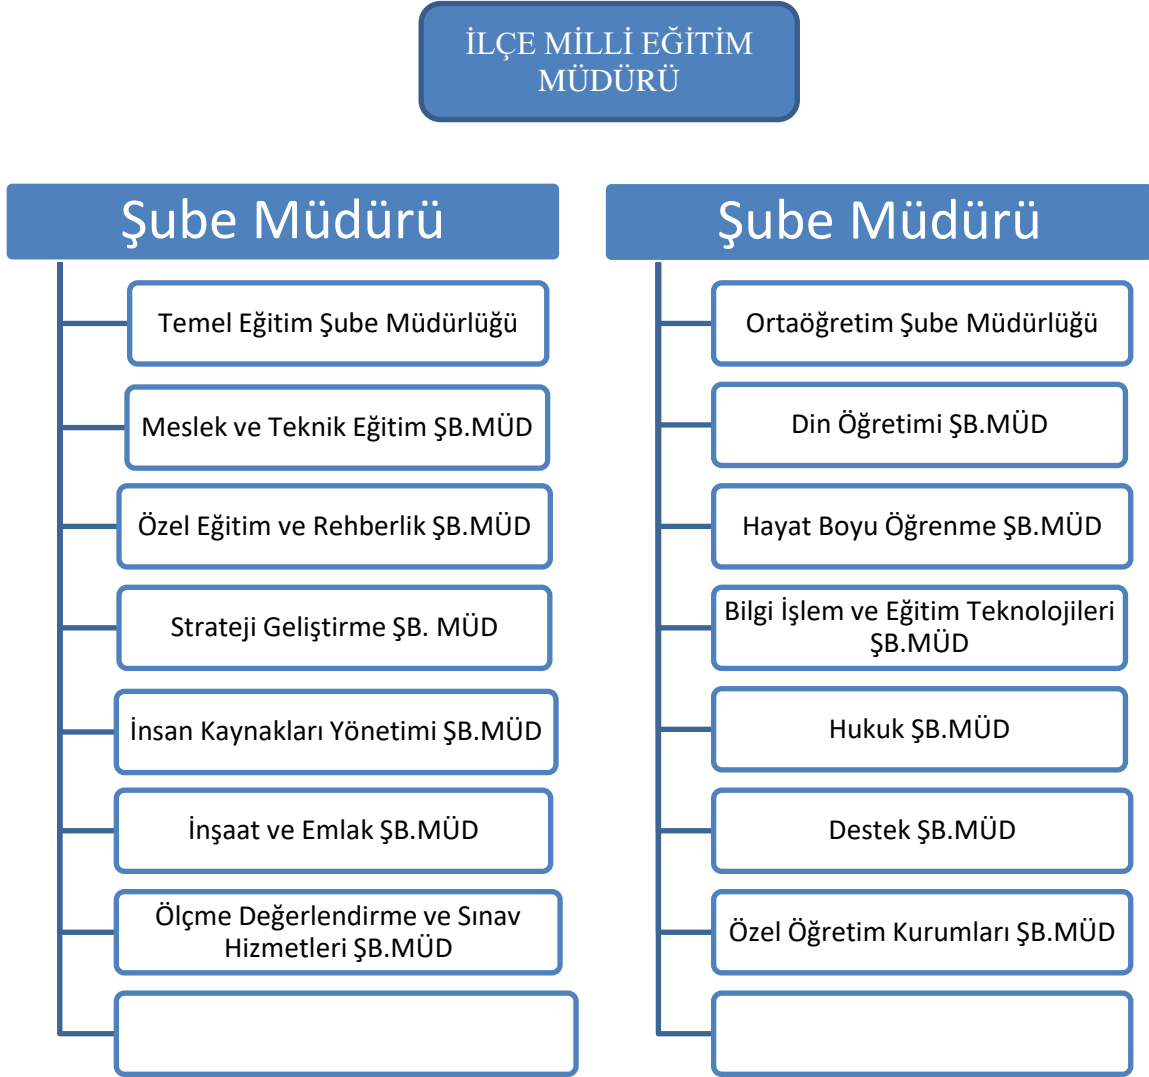 İLÇE MİLLİ EĞİTİM
MÜDÜRÜ
Şube Müdürü
Temel Eğitim Şube Müdürlüğü
Meslek ve Teknik Eğitim ŞB.MÜD
Özel Eğitim ve Rehberlik ŞB.MÜD
Strateji Geliştirme ŞB. MÜD
İnsan Kaynakları Yönetimi ŞB.MÜD
İnşaat ve Emlak ŞB.MÜD
Ölçme Değerlendirme ve Sınav
Hizmetleri ŞB.MÜD
Şube Müdürü
Ortaöğretim Şube Müdürlüğü
Din Öğretimi ŞB.MÜD
Hayat Boyu Öğrenme ŞB.MÜD
Bilgi İşlem ve Eğitim Teknolojileri
ŞB.MÜD
Hukuk ŞB.MÜD
Destek ŞB.MÜD
Özel Öğretim Kurumları ŞB.MÜD